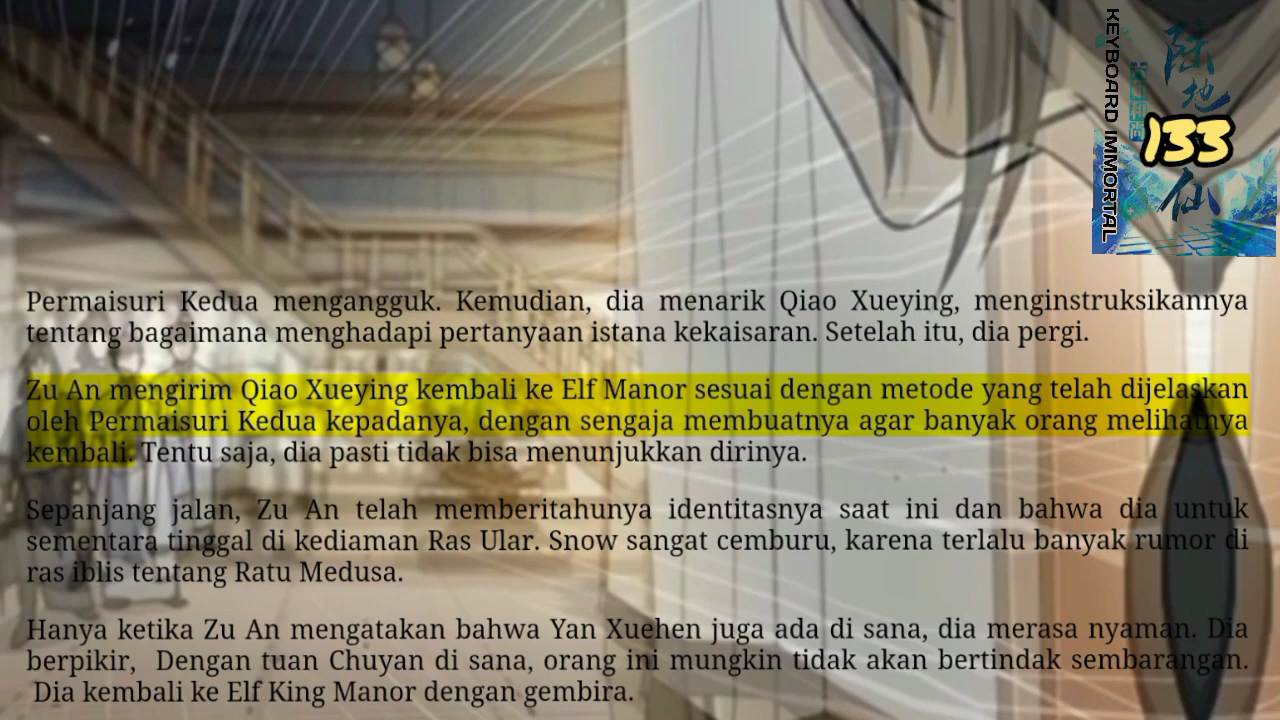 KEYBOARD IMMORTAL
陆地
仙
133
Permaisuri Kedua mengangguk. Kemudian, dia menarik Qiao Xueying, menginstruksikannya
tentang bagaimana menghadapi pertanyaan istana kekaisaran. Setelah itu, dia pergi.
Zu An mengirim Qiao Xueying kembali ke Elf Manor sesuai dengan metode yang telah dijelaskan
oleh Permaisuri Kedua kepadanya, dengan sengaja membuatnya agar banyak orang melihatnya
kembali. Tentu saja, dia pasti tidak bisa menunjukkan dirinya.
Sepanjang jalan, Zu An telah memberitahunya identitasnya saat ini dan bahwa dia untuk
sementara tinggal di kediaman Ras Ular. Snow sangat cemburu, karena terlalu banyak rumor di
ras iblis tentang Ratu Medusa.
Hanya ketika Zu An mengatakan bahwa Yan Xuehen juga ada di sana, dia merasa nyaman. Dia
berpikir,  Dengan tuan Chuyan di sana, orang ini mungkin tidak akan bertindak sembarangan.
Dia kembali ke Elf King Manor dengan gembira.